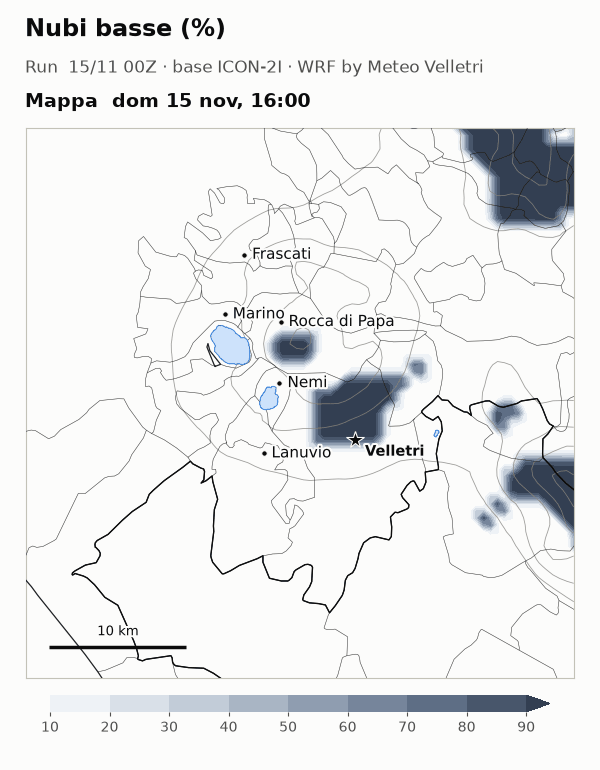 Nubi basse (%)
Run  15/11 00Z · base ICON-2I · WRF by Meteo Velletri
Mappa  dom 15 nov, 16:00
Frascati
Marino
Rocca di Papa
Nemi
Velletri
Lanuvio
10 km
10 20 30 40 50 60 70 80 90